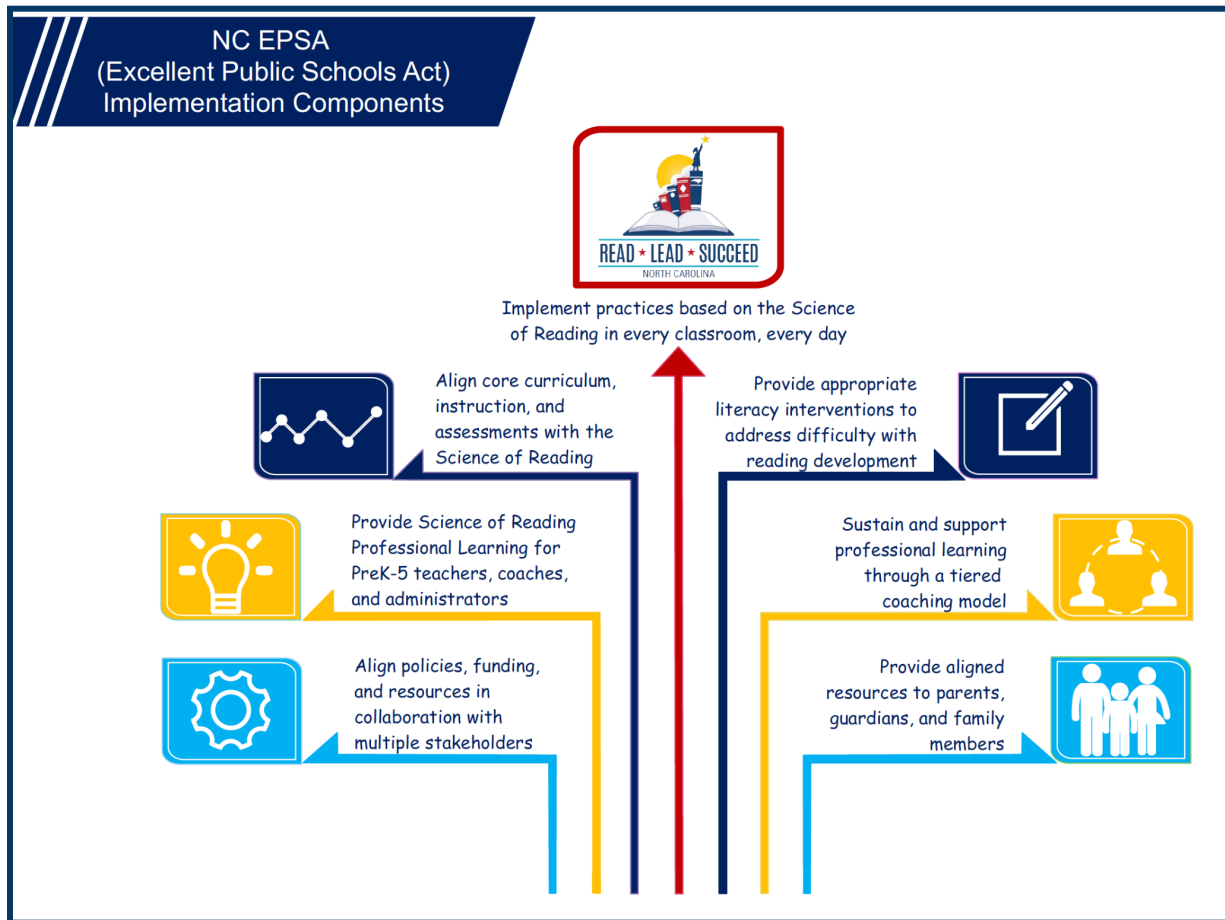 NC EPSA
(Excellent Public Schools Act)
Implementation Components
READ ★ LEAD ★ SUCCEED
NORTH CAROLINA
Implement practices based on the Science
of Reading in every classroom, every day
Align core curriculum,
instruction, and
assessments with the
Science of Reading
Provide appropriate
literacy interventions to
address difficulty with
reading development
Provide Science of Reading
Professional Learning for
PreK-5 teachers, coaches,
and administrators
Sustain and support
professional learning
through a tiered
coaching model
Align policies, funding,
and resources in
collaboration with
multiple stakeholders
Provide aligned
resources to parents,
guardians, and family
members